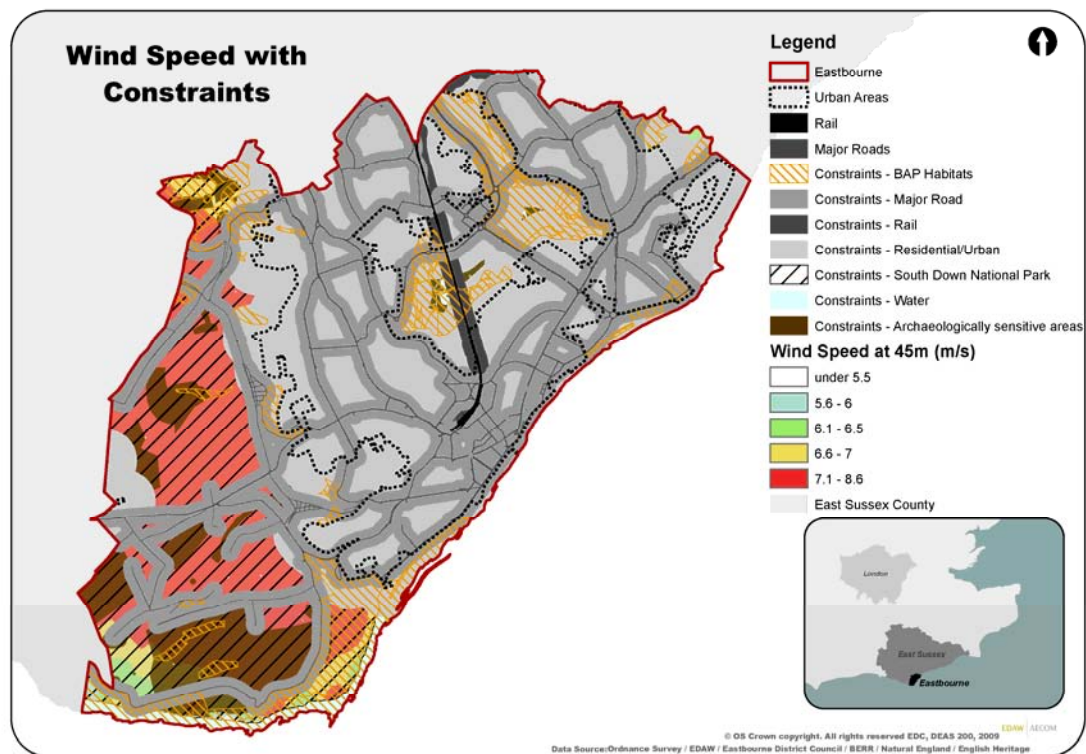 Wind Speed with
Constraints
Legend
Eastbourne
Urban Areas
Rail
Major Roads
Constraints - BAP Habitats
Constraints - Major Road
Constraints - Rail
Constraints - Residential/Urban
Constraints - South Down National Park
Constraints - Water
Constraints - Archaeologically sensitive areas
Wind Speed at 45m (m/s)
under 5.5
5.6 - 6
6.1 - 6.5
6.6 - 7
7.1 - 8.6
East Sussex County
London
East Sussex
Eastbourne
EDAW | AECOM
© OS Crown copyright. All rights reserved EDC, DEAS 200, 2009
Data Source:Ordnance Survey / EDAW / Eastbourne District Council / BERR / Natural England / English Heritage